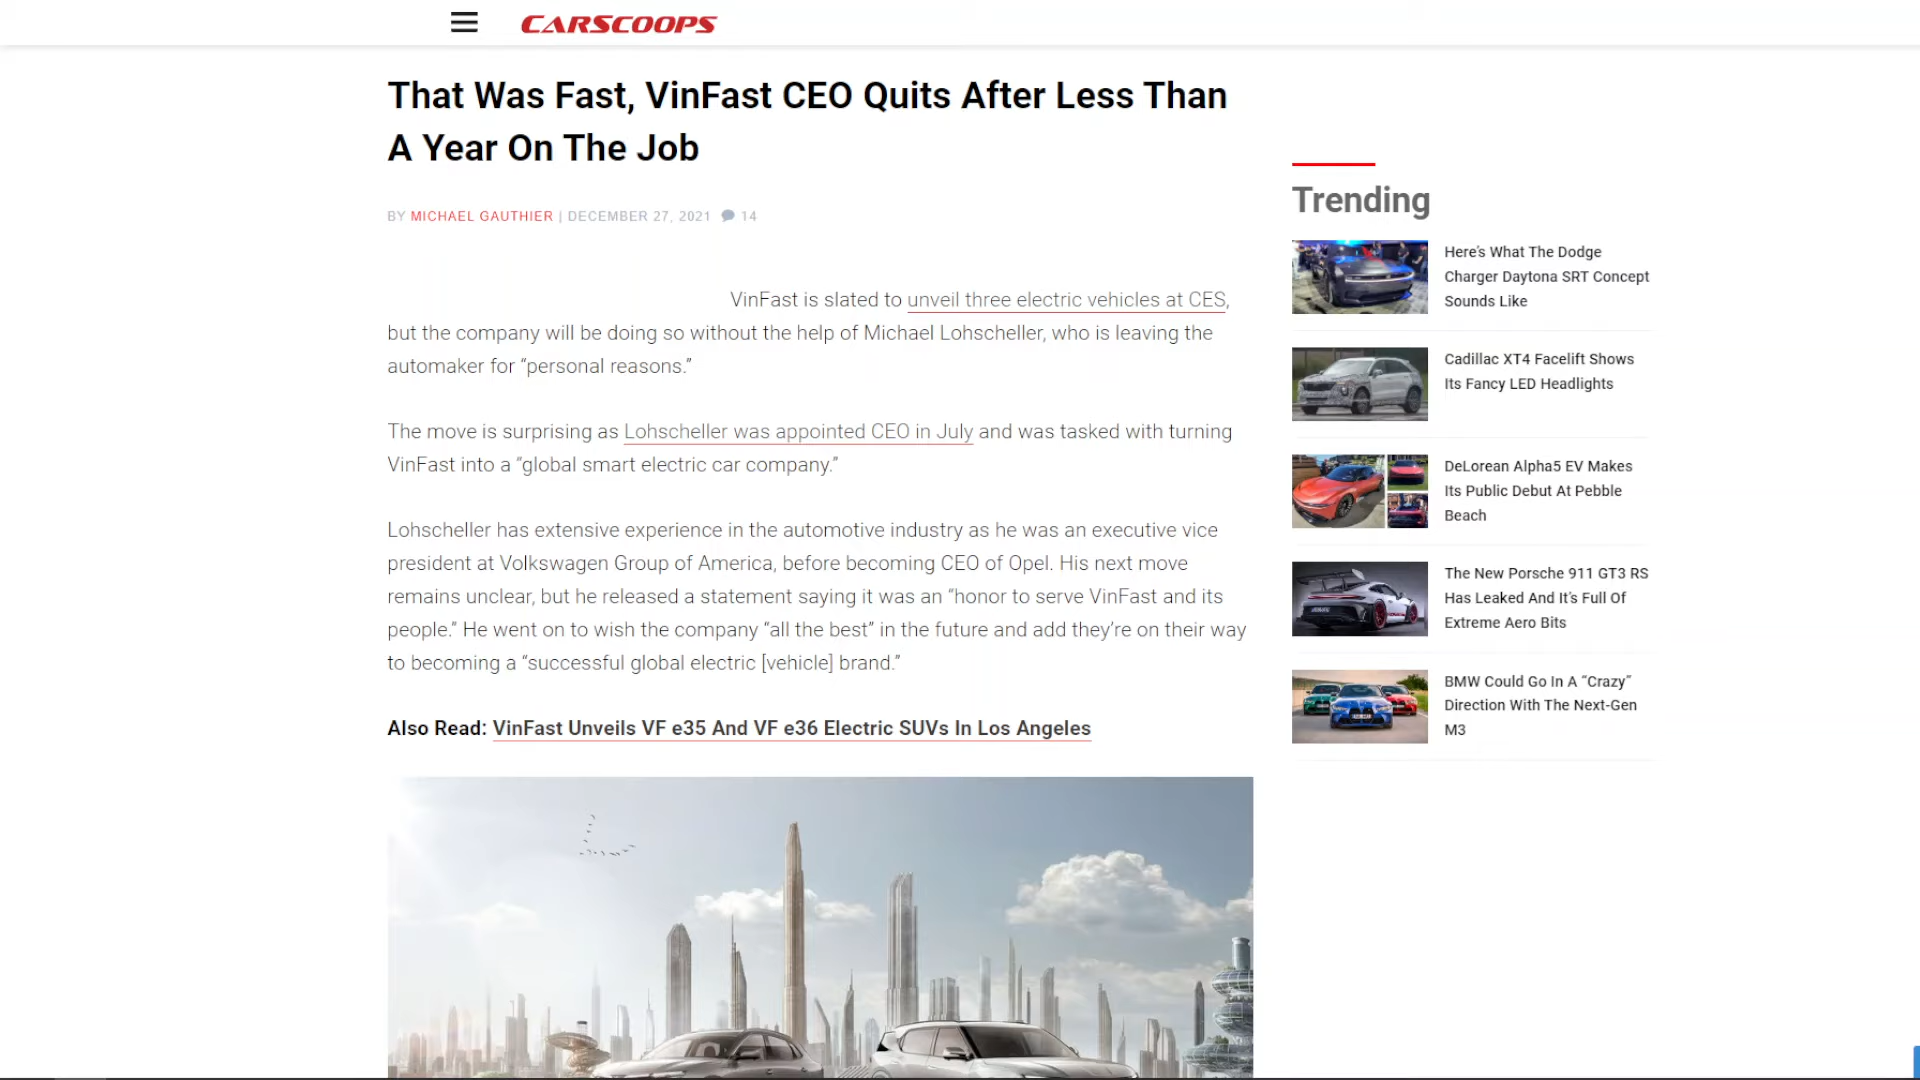 CARSCOOPS
That Was Fast, VinFast CEO Quits After Less Than
A Year On The Job
BY MICHAEL GAUTHIER | DECEMBER 27, 2021 14
VinFast is slated to unveil three electric vehicles at CES,
but the company will be doing so without the help of Michael Lohscheller, who is leaving the
automaker for “personal reasons.”
The move is surprising as Lohscheller was appointed CEO in July and was tasked with turning
VinFast into a “global smart electric car company.”
Lohscheller has extensive experience in the automotive industry as he was an executive vice
president at Volkswagen Group of America, before becoming CEO of Opel. His next move
remains unclear, but he released a statement saying it was an “honor to serve VinFast and its
people.” He went on to wish the company “all the best” in the future and add they’re on their way
to becoming a “successful global electric [vehicle] brand.”
Also Read: VinFast Unveils VF e35 And VF e36 Electric SUVs In Los Angeles
Trending
Here's What The Dodge
Charger Daytona SRT Concept
Sounds Like
Cadillac XT4 Facelift Shows
Its Fancy LED Headlights
DeLorean Alpha5 EV Makes
Its Public Debut At Pebble
Beach
The New Porsche 911 GT3 RS
Has Leaked And It's Full Of
Extreme Aero Bits
BMW Could Go In A “Crazy”
Direction With The Next-Gen
M3